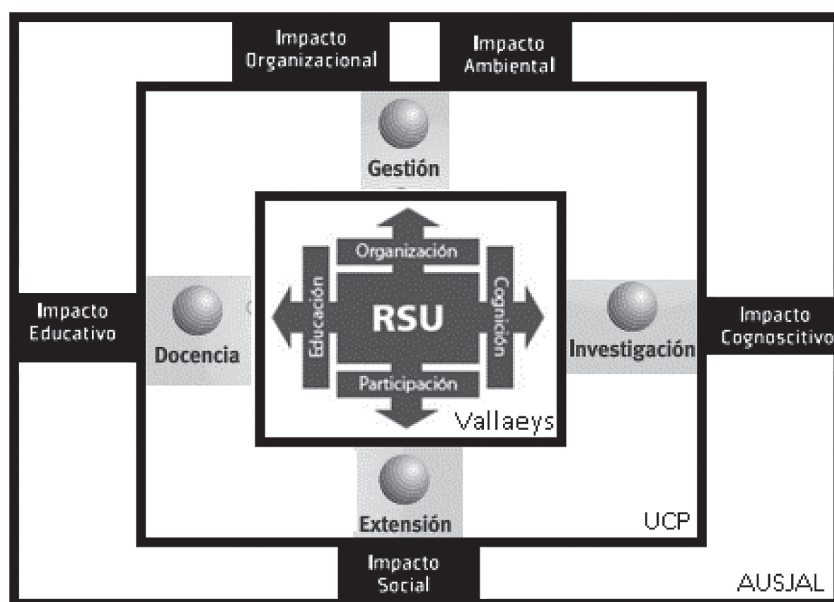 Impacto
Organizacional
Impacto
Ambiental
Gestión
Organización
Impacto
Educativo
Docencia
Educación
RSU
Cognición
Investigación
Impacto
Cognoscitivo
Participación
Vallaeys
Extensión
UCP
Impacto
Social
AUSJAL